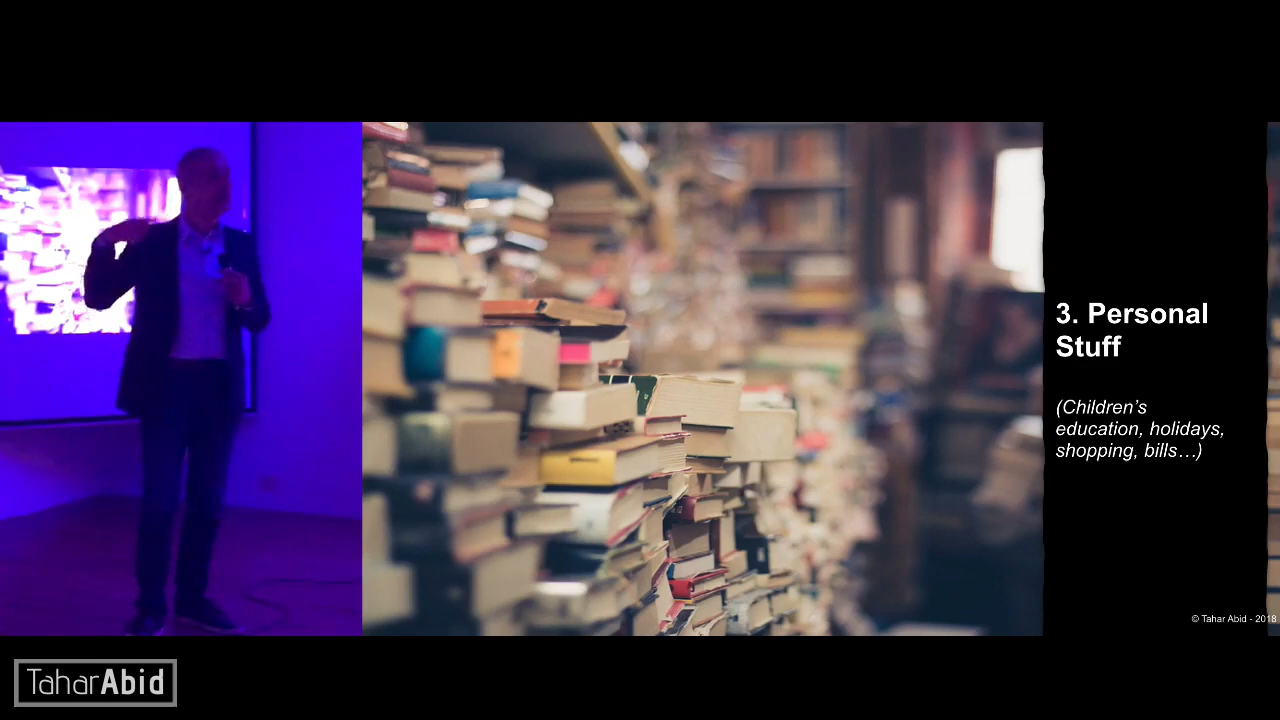 3. Personal
Stuff
(Children's
education, holidays,
shopping, bills…)
© Tahar Abid - 2018
TaharAbid